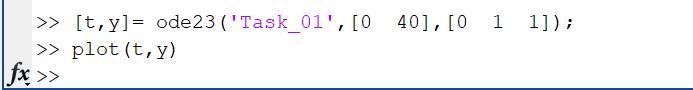 >> [t,y]= ode23('Task_01',[0  40],[0  1  1]);
>> plot(t,y)
fx >>